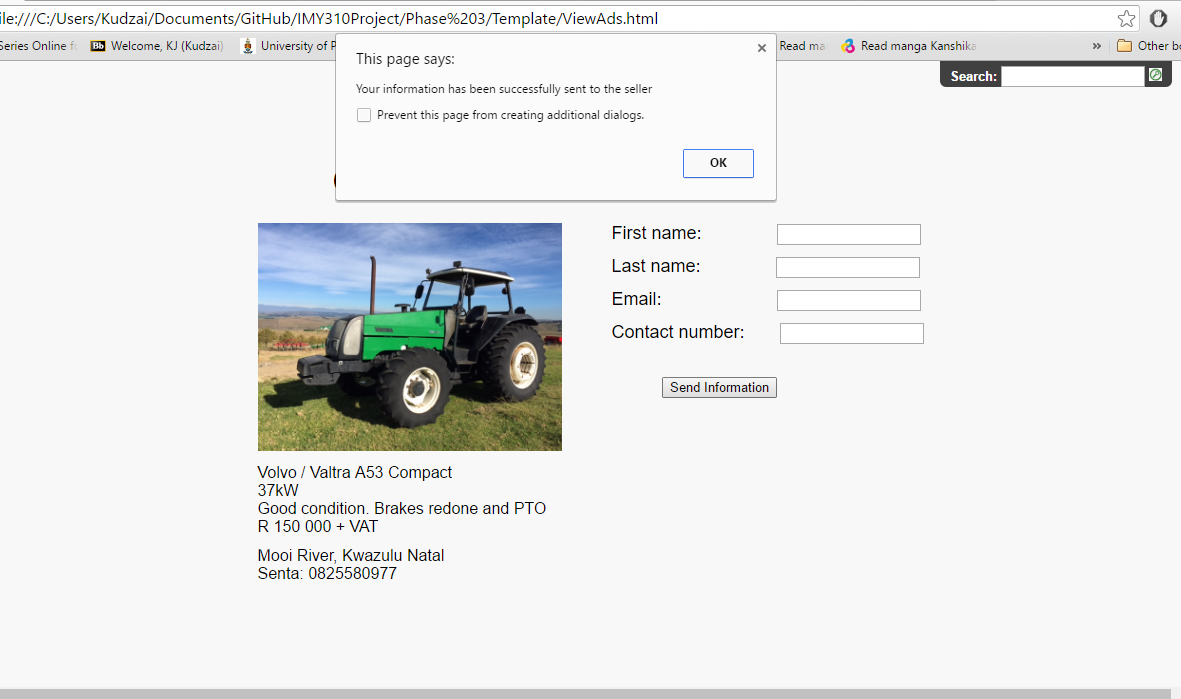 ile:///C:/Users/Kudzai/Documents/GitHub/IMY310Project/Phase%203/Template/ViewAds.html
Series Online f
Bb Welcome, KJ (Kudzai)
University of P
Read ma
Read manga Kanshika
»
Other bo
This page says:
Your information has been successfully sent to the seller
Prevent this page from creating additional dialogs.
OK
Search:
First name:
Last name:
Email:
Contact number:
Send Information
Volvo / Valtra A53 Compact
37kW
Good condition. Brakes redone and PTO
R 150 000 + VAT
Mooi River, Kwazulu Natal
Senta: 0825580977